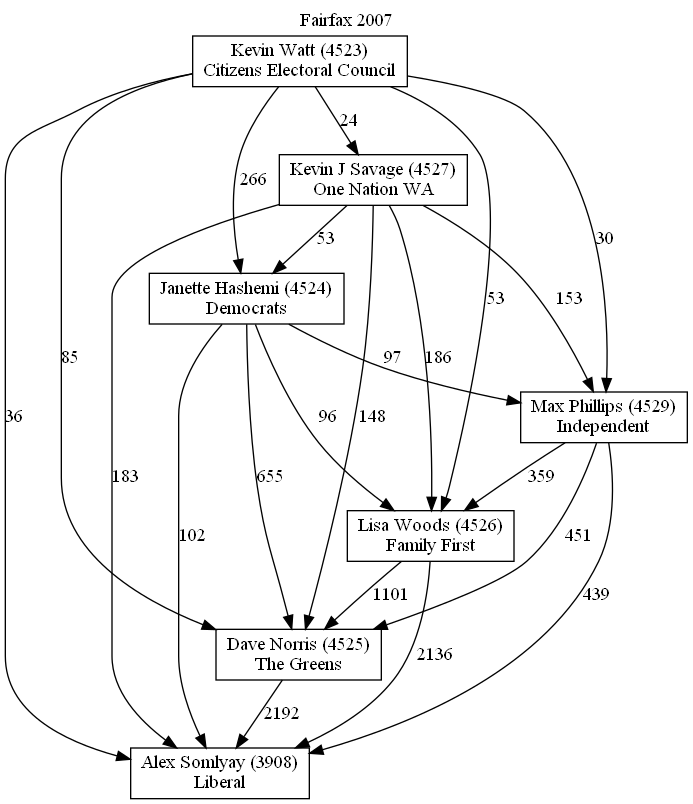 Fairfax 2007
Kevin Watt (4523)
Citizens Electoral Council
24
Kevin J Savage (4527)
One Nation WA
266
53
30
Janette Hashemi (4524)
Democrats
53
153
97
85
186
Max Phillips (4529)
Independent
36
96
148
183
655
359
Lisa Woods (4526)
Family First
102
451
1101
439
Dave Norris (4525)
The Greens
2136
2192
Alex Somlyay (3908)
Liberal